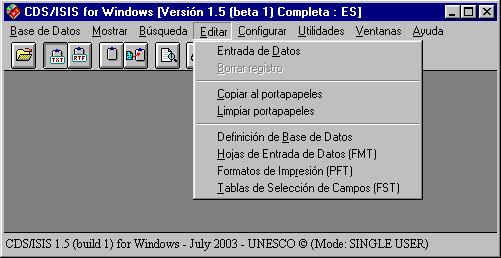 CDS/ISIS for Windows [Versión 1.5 (beta 1) Completa : ES]
Base de Datos Mostrar Búsqueda Editar Configurar Utilidades Ventanas Ayuda
TXT RTF
Entrada de Datos
Borrar registro
Copiar al portapapeles
Limpiar portapapeles
Definición de Base de Datos
Hojas de Entrada de Datos (FMT)
Formatos de Impresión (PFT)
Tablas de Selección de Campos (FST)
CDS/ISIS 1.5 (build 1) for Windows - July 2003 - UNESCO © (Mode: SINGLE USER)